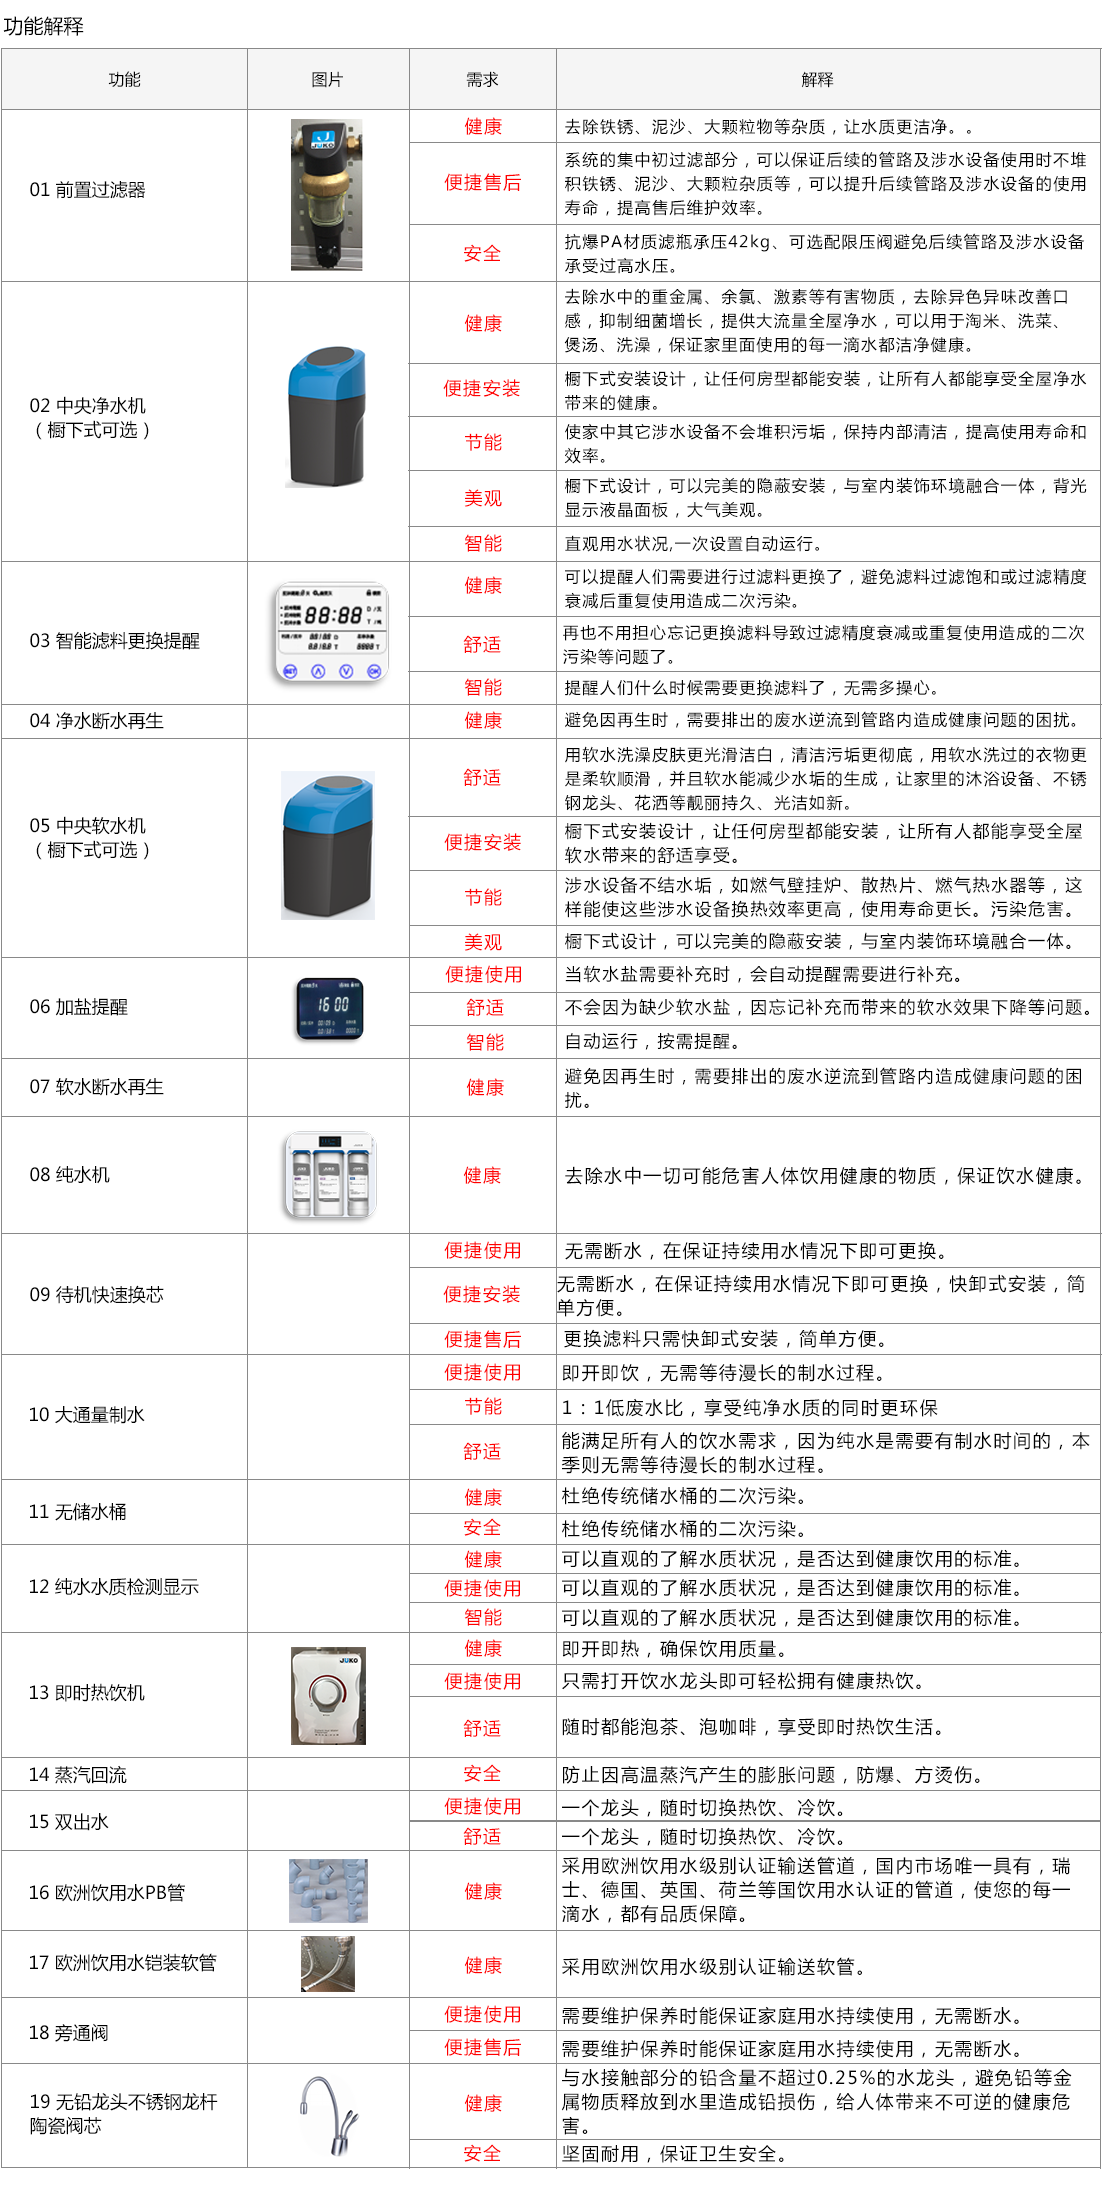 功能解释
功能 图片 需求 解释
01 前置过滤器
JUKO
健康
去除铁锈、泥沙、大颗粒物等杂质，让水质更洁净。。
便捷售后
系统的集中初过滤部分，可以保证后续的管路及涉水设备使用时不堆
积铁锈、泥沙、大颗粒杂质等，可以提升后续管路及涉水设备的使用
寿命，提高售后维护效率。
安全
抗爆PA材质滤瓶承压42kg、可选配限压阀避免后续管路及涉水设备
承受过高水压。
02 中央净水机
（橱下式可选）
健康
去除水中的重金属、余氯、激素等有害物质，去除异色异味改善口
感，抑制细菌增长，提供大流量全屋净水，可以用于淘米、洗菜、
煲汤、洗澡，保证家里面使用的每一滴水都洁净健康。
便捷安装
橱下式安装设计，让任何房型都能安装，让所有人都能享受全屋净水
带来的健康。
节能
使家中其它涉水设备不会堆积污垢，保持内部清洁，提高使用寿命和
效率。
美观
橱下式设计，可以完美的隐蔽安装，与室内装饰环境融合一体，背光
显示液晶面板，大气美观。
智能
直观用水状况,一次设置自动运行。
03 智能滤料更换提醒
88:88
SET
OK
健康
可以提醒人们需要进行过滤料更换了，避免滤料过滤饱和或过滤精度
衰减后重复使用造成二次污染。
舒适
再也不用担心忘记更换滤料导致过滤精度衰减或重复使用造成的二次
污染等问题了。
智能
提醒人们什么时候需要更换滤料了，无需多操心。
04 净水断水再生
健康
避免因再生时，需要排出的废水逆流到管路内造成健康问题的困扰。
05 中央软水机
（橱下式可选）
舒适
用软水洗澡皮肤更光滑洁白，清洁污垢更彻底，用软水洗过的衣物更
是柔软顺滑，并且软水能减少水垢的生成，让家里的沐浴设备、不锈
钢龙头、花洒等靓丽持久、光洁如新。
便捷安装
橱下式安装设计，让任何房型都能安装，让所有人都能享受全屋
软水带来的舒适享受。
节能
涉水设备不结水垢，如燃气壁挂炉、散热片、燃气热水器等，这
样能使这些涉水设备换热效率更高，使用寿命更长。污染危害。
美观
橱下式设计，可以完美的隐蔽安装，与室内装饰环境融合一体。
06 加盐提醒
16 00
便捷使用
当软水盐需要补充时，会自动提醒需要进行补充。
舒适
不会因为缺少软水盐，因忘记补充而带来的软水效果下降等问题。
智能
自动运行，按需提醒。
07 软水断水再生
健康
避免因再生时，需要排出的废水逆流到管路内造成健康问题的困
扰。
08 纯水机
健康
去除水中一切可能危害人体饮用健康的物质，保证饮水健康。
09 待机快速换芯
便捷使用
无需断水，在保证持续用水情况下即可更换。
便捷安装
无需断水，在保证持续用水情况下即可更换，快卸式安装，简
单方便。
便捷售后
更换滤料只需快卸式安装，简单方便。
10 大通量制水
便捷使用
即开即饮，无需等待漫长的制水过程。
节能
1：1低废水比，享受纯净水质的同时更环保
舒适
能满足所有人的饮水需求，因为纯水是需要有制水时间的，本
季则无需等待漫长的制水过程。
11 无储水桶
健康
杜绝传统储水桶的二次污染。
安全
杜绝传统储水桶的二次污染。
12 纯水水质检测显示
健康
可以直观的了解水质状况，是否达到健康饮用的标准。
便捷使用
可以直观的了解水质状况，是否达到健康饮用的标准。
智能
可以直观的了解水质状况，是否达到健康饮用的标准。
13 即时热饮机
JUKO
健康
即开即热，确保饮用质量。
便捷使用
只需打开饮水龙头即可轻松拥有健康热饮。
舒适
随时都能泡茶、泡咖啡，享受即时热饮生活。
14 蒸汽回流
安全
防止因高温蒸汽产生的膨胀问题，防爆、方烫伤。
15 双出水
便捷使用
一个龙头，随时切换热饮、冷饮。
舒适
一个龙头，随时切换热饮、冷饮。
16 欧洲饮用水PB管
健康
采用欧洲饮用水级别认证输送管道，国内市场唯一具有，瑞
士、德国、英国、荷兰等国饮用水认证的管道，使您的每一
滴水，都有品质保障。
17 欧洲饮用水铠装软管
健康
采用欧洲饮用水级别认证输送软管。
18 旁通阀
便捷使用
需要维护保养时能保证家庭用水持续使用，无需断水。
便捷售后
需要维护保养时能保证家庭用水持续使用，无需断水。
19 无铅龙头不锈钢龙杆
陶瓷阀芯
健康
与水接触部分的铅含量不超过0.25%的水龙头，避免铅等金
属物质释放到水里造成铅损伤，给人体带来不可逆的健康危
害。
安全
坚固耐用，保证卫生安全。